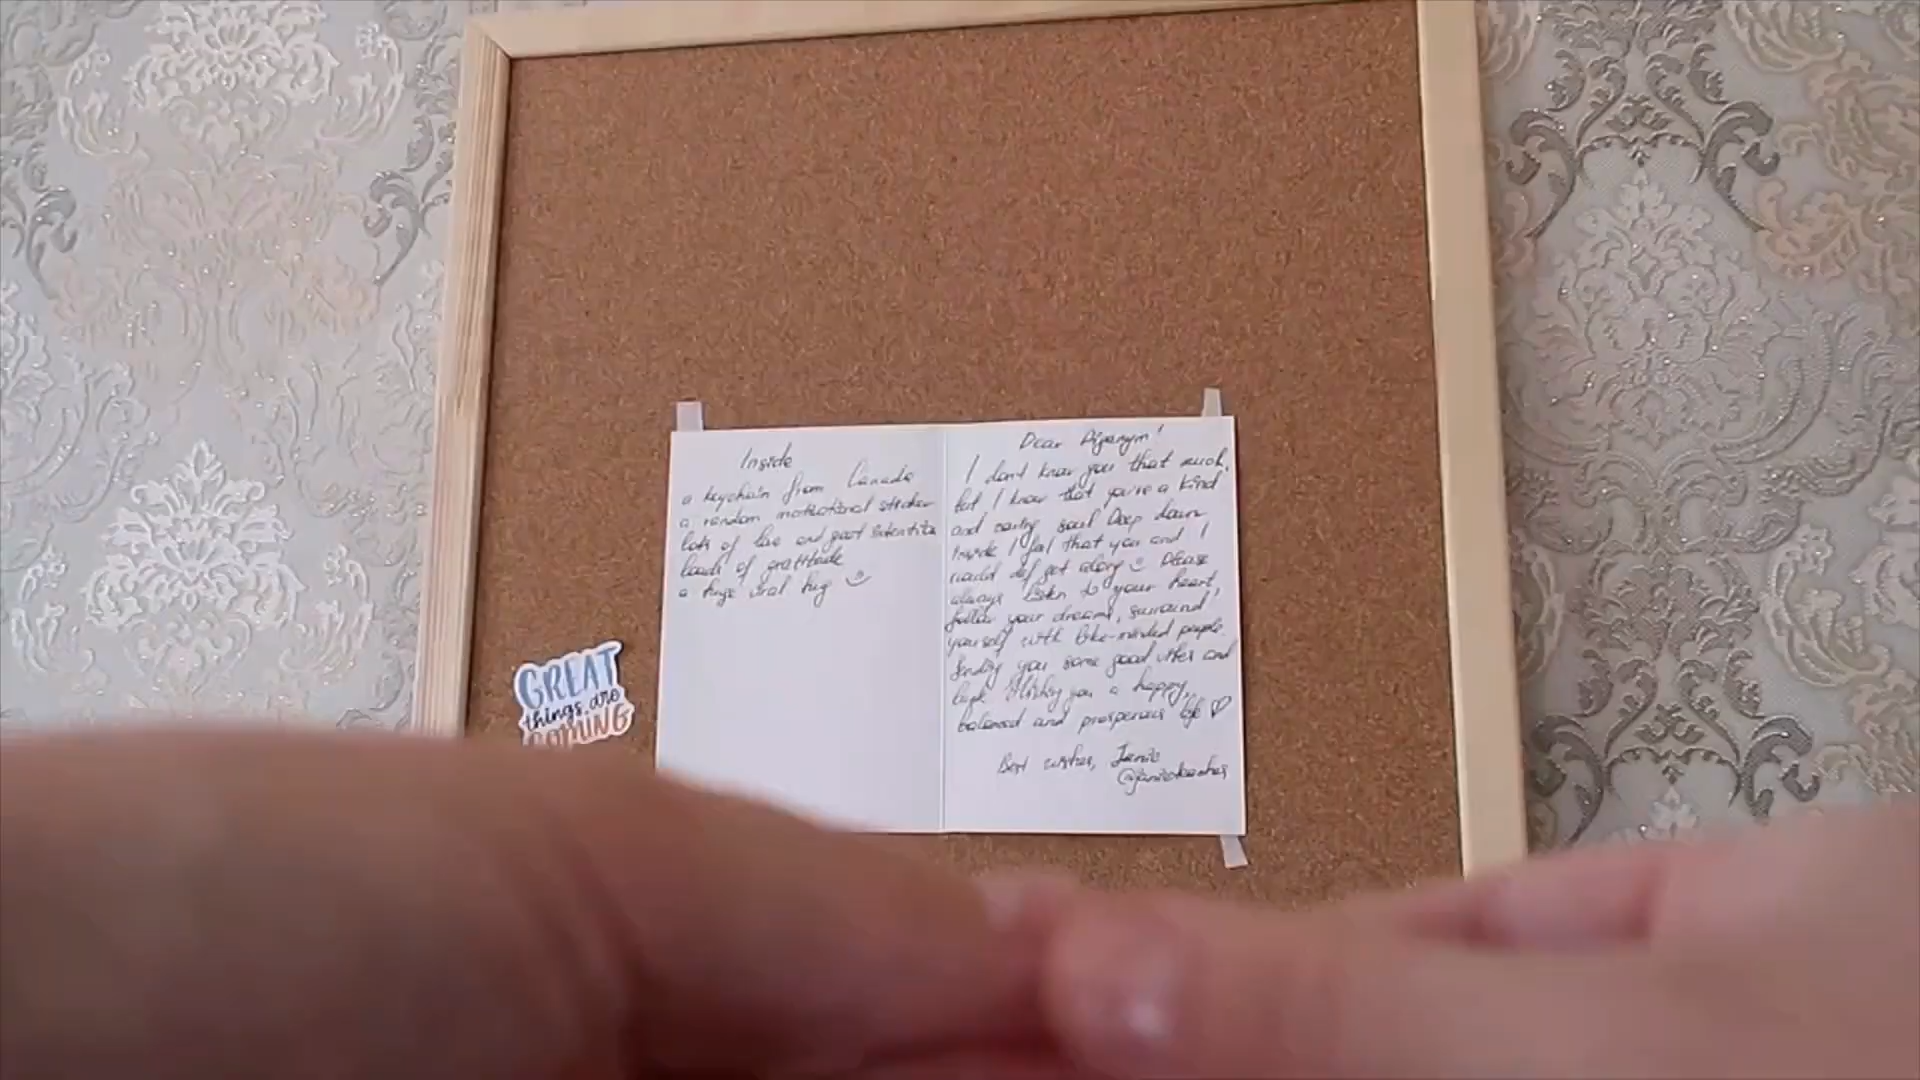 Inside
a keychain from Canada
a random motivational sticker
lots of love and good intentions
loads of gratitude
a huge viral hug
Dear
I don't know you that much,
but I know that you're a kind
and caring soul Deep down
inside I feel that you and I
would def get along Please
always listen to your heart,
follow your dreams, surround
yourself with like-minded people.
Sending you some good vibes and
luck. Wishing you a happy,
balanced and prosperous life
Best wishes,
GREAT
things are
COMING